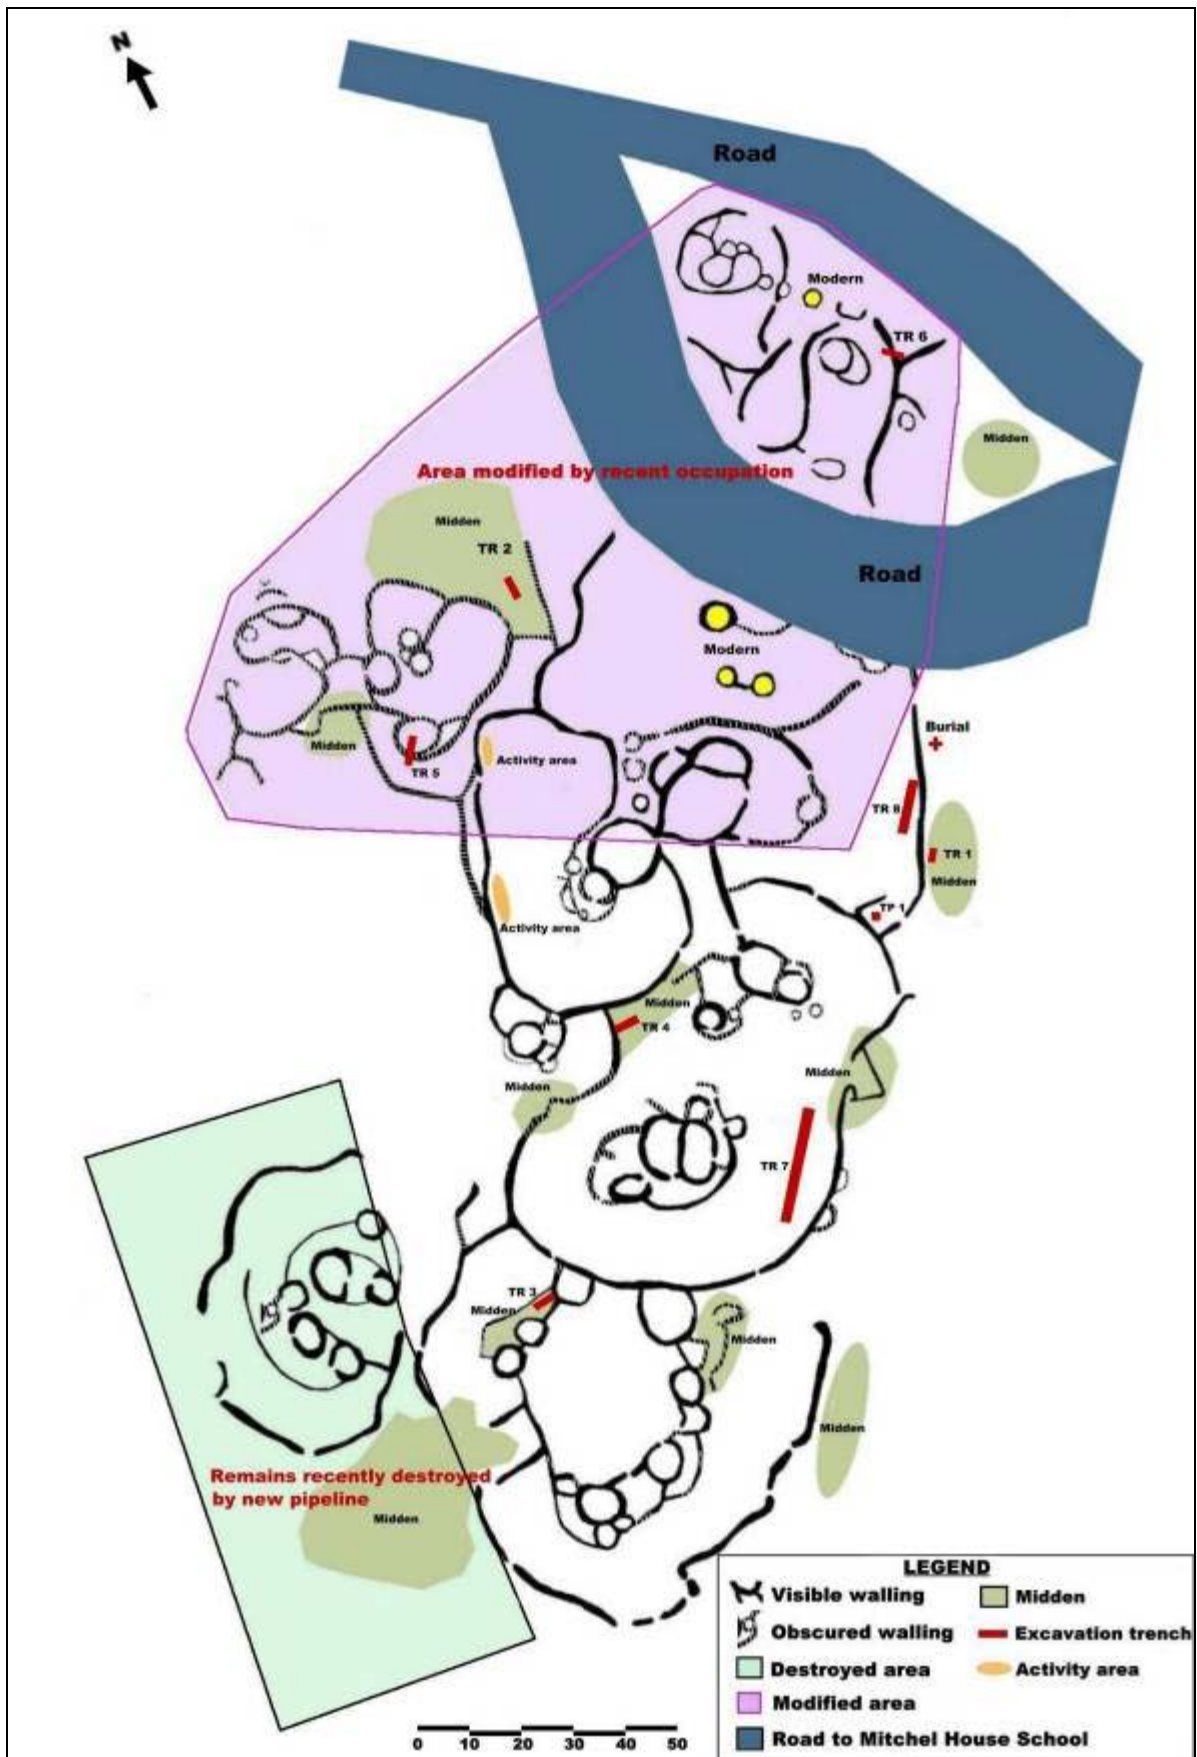 N
Road
Modern
TR 6
Midden
Area modified by recent occupation
Midden
TR 2
Road
Modern
Burial
Midden
Activity area
TR 5
TR 8
TR 1
Midden
TP 1
Activity area
Midden
TR 4
Midden
Midden
TR 7
TR 3
Midden
Midden
Midden
Remains recently destroyed
by new pipeline
Midden
LEGEND
Visible walling
Midden
Obscured walling
Excavation trench
Destroyed area
Activity area
Modified area
Road to Mitchel House School
0 10 20 30 40 50